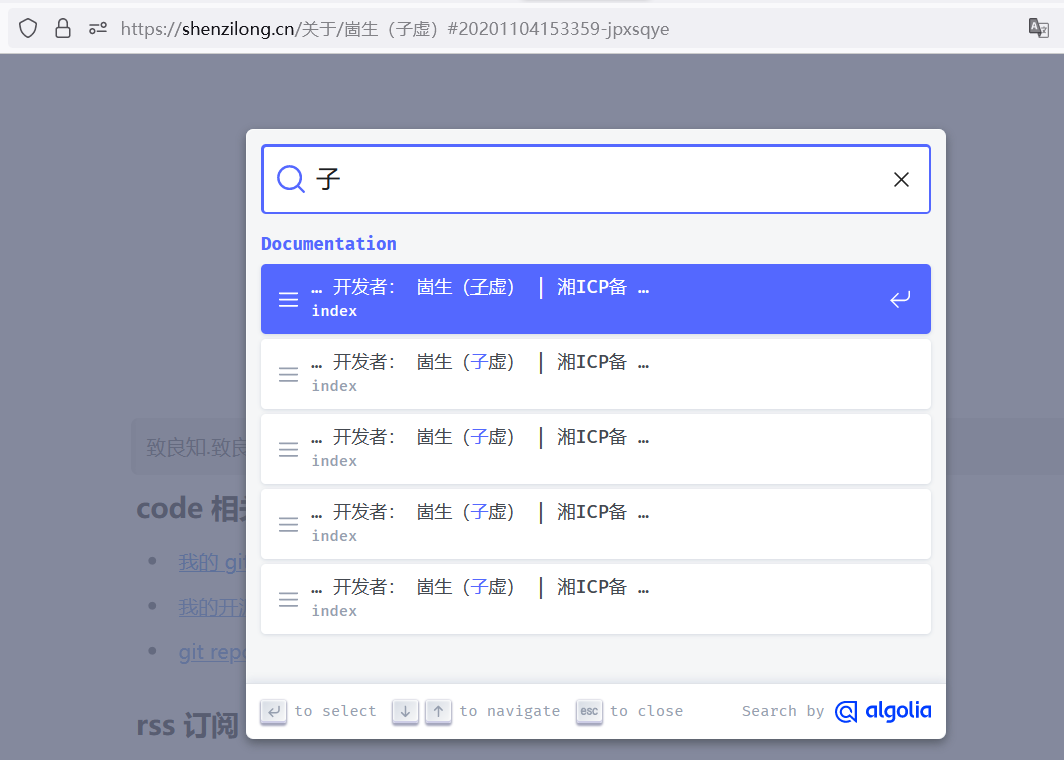 https://shenzilong.cn/关于/崮生（子虚）#20201104153359-jpxsqye
子
Documentation
… 开发者： 崮生（子虚） | 湘ICP备 …
index
… 开发者： 崮生（子虚） | 湘ICP备 …
index
… 开发者： 崮生（子虚） | 湘ICP备 …
index
… 开发者： 崮生（子虚） | 湘ICP备 …
index
… 开发者： 崮生（子虚） | 湘ICP备 …
index
致良知.致良
code 相
我的 git
我的开
git repo
rss 订阅
to select
to navigate
esc to close
Search by algolia